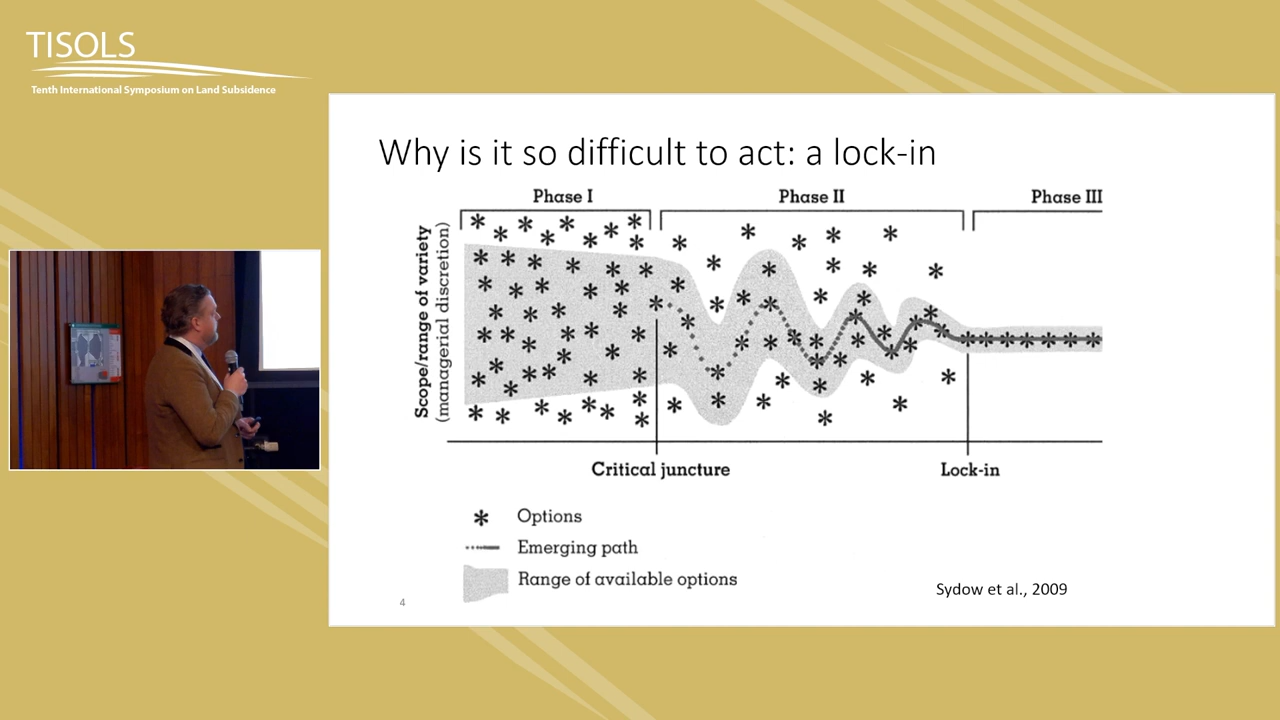 TISOLS
Tenth International Symposium on Land Subsidence
Why is it so difficult to act: a lock-in
Phase I
Phase II
Phase III
Scope/range of variety
(managerial discretion)
Critical juncture
Lock-in
Options
Emerging path
Range of available options
Sydow et al., 2009
4